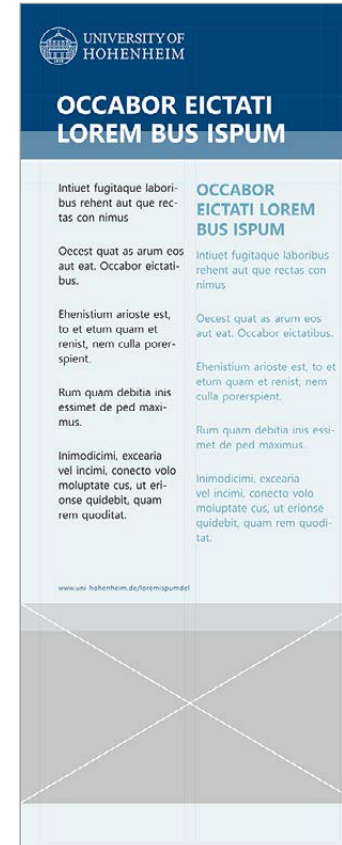 UNIVERSITY OF
HOHENHEIM
OCCABOR EICTATI
LOREM BUS ISPUM
Intiuet fugitaque labori-
bus rehent aut que rec-
tas con nimus
Oecest quat as arum eos
aut eat. Occabor eictati-
bus.
Ehenistium arioste est,
to et etum quam et
renist, nem culla porer-
spient.
Rum quam debitia inis
essimet de ped maxi-
mus.
Inimodicimi, excearia
vel incimi, conecto volo
moluptate cus, ut eri-
onse quidebit, quam
rem quoditat.
OCCABOR
EICTATI LOREM
BUS ISPUM
Intiuet fugitaque laboribus
rehent aut que rectas con
nimus
Oecest quat as arum eos
aut eat. Occabor eictatibus.
Ehenistium arioste est, to et
etum quam et renist, nem
culla porerspient.
Rum quam debitia inis essi-
met de ped maximus.
Inimodicimi, excearia
vel incimi, conecto volo
moluptate cus, ut erionse
quidebit, quam rem quodi-
tat.
www.uni-hohenheim.de/loremispumdel